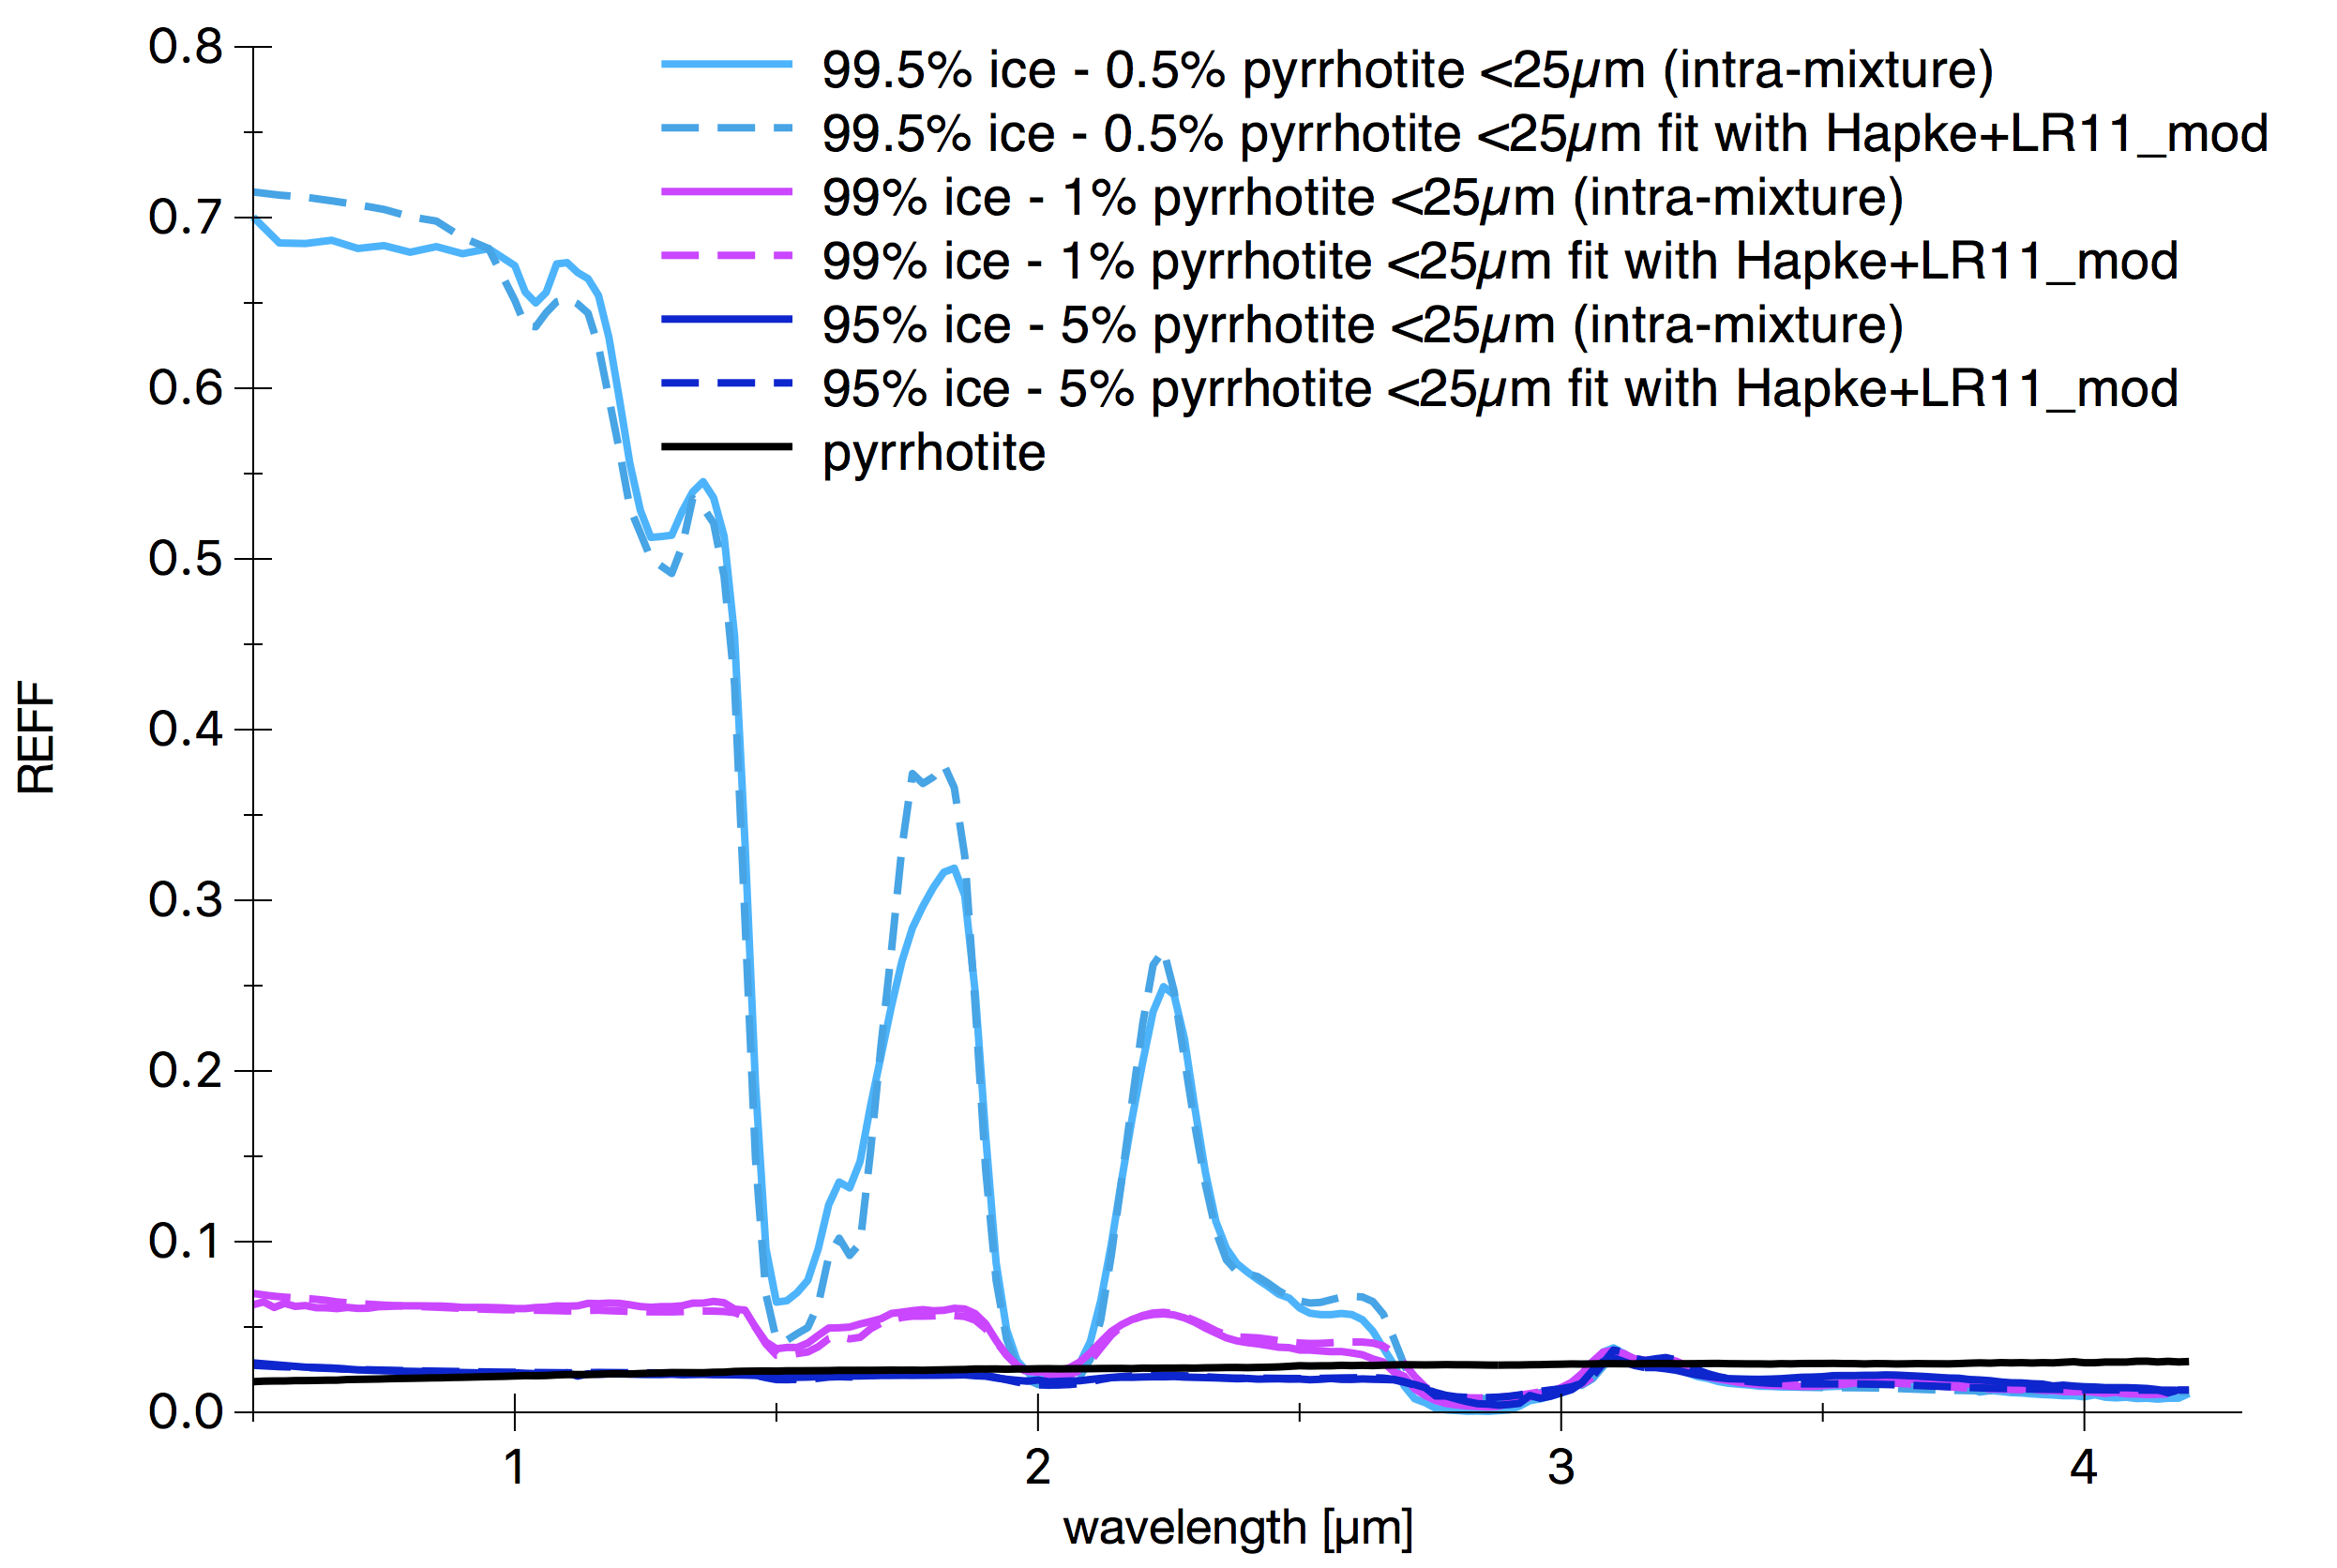 0.8
0.7
0.6
0.5
0.4
0.3
0.2
0.1
0.0
REFF
99.5% ice - 0.5% pyrrhotite <25µm (intra-mixture)
99.5% ice - 0.5% pyrrhotite <25µm fit with Hapke+LR11_mod
99% ice - 1% pyrrhotite <25µm (intra-mixture)
99% ice - 1% pyrrhotite <25µm fit with Hapke+LR11_mod
95% ice - 5% pyrrhotite <25µm (intra-mixture)
95% ice - 5% pyrrhotite <25µm fit with Hapke+LR11_mod
pyrrhotite
1 2 3 4
wavelength [µm]